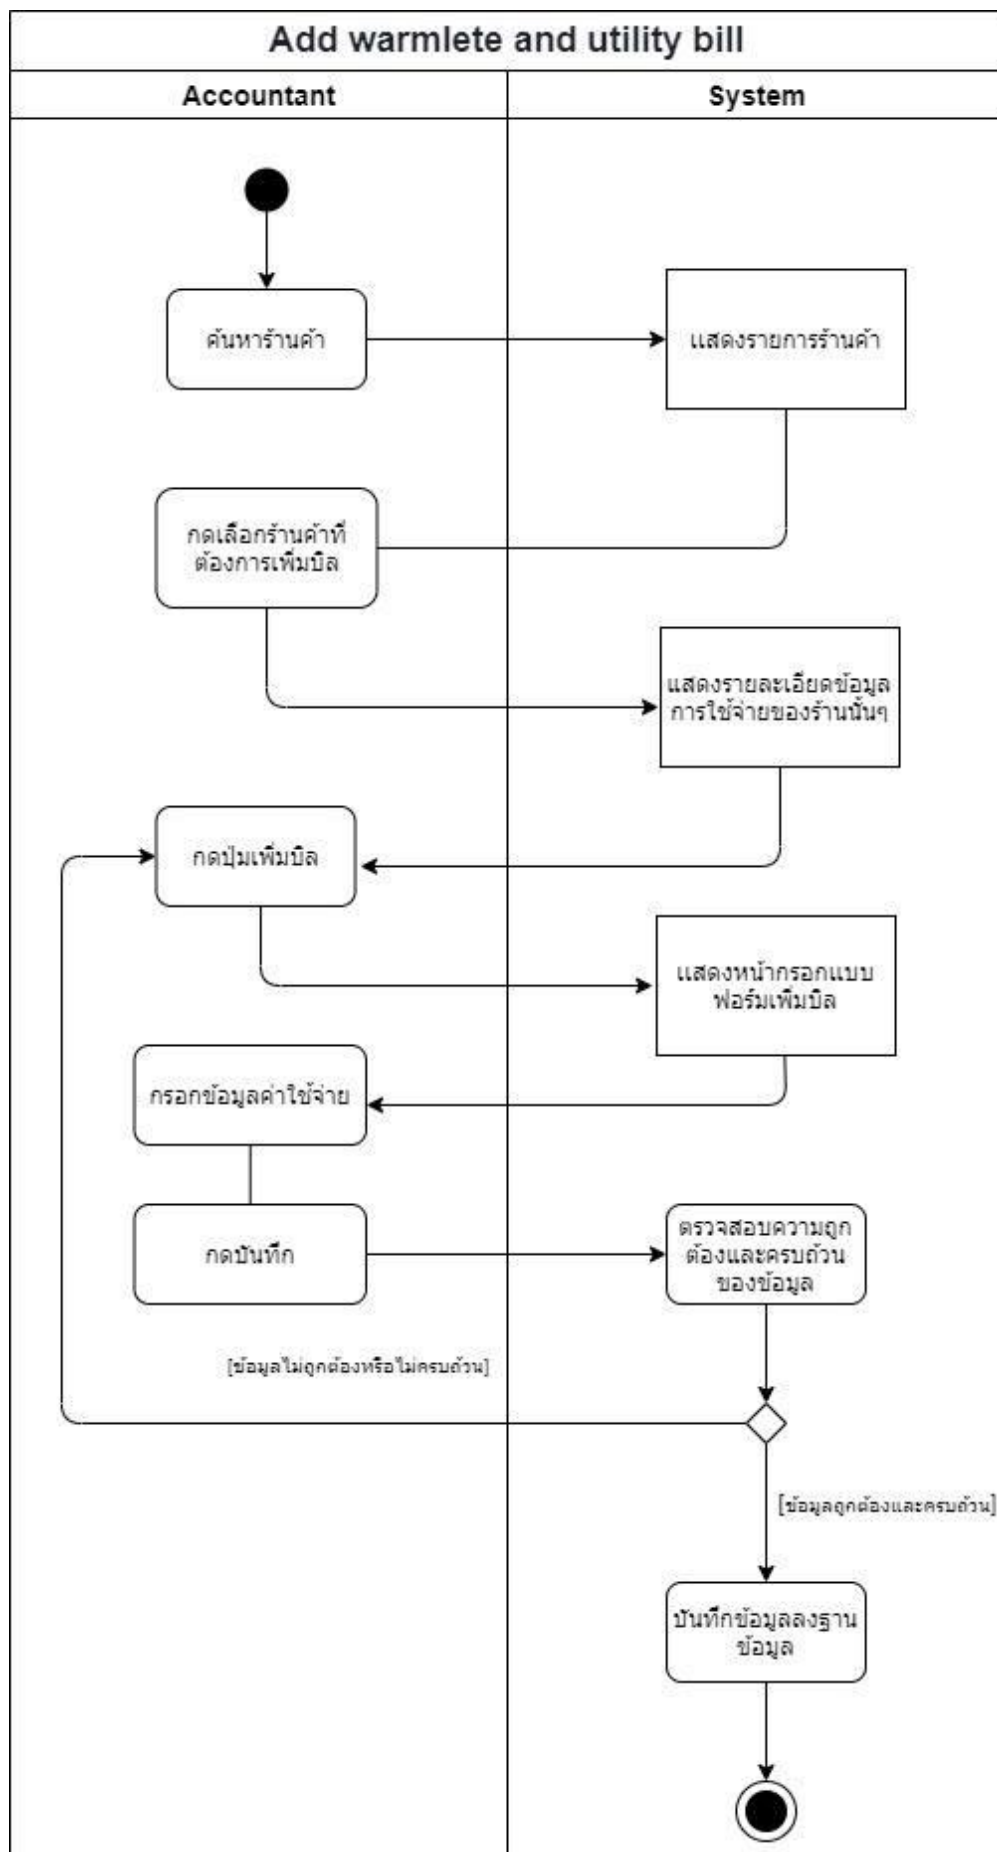 Add warmlete and utility bill
Accountant
System
ค้นหาร้านค้า
แสดงรายการร้านค้า
กดเลือกร้านค้าที่
ต้องการเพิ่มบิล
แสดงรายละเอียดข้อมูล
การใช้จ่ายของร้านนั้นๆ
กดปุ่มเพิ่มบิล
แสดงหน้ากรอกแบบ
ฟอร์มเพิ่มบิล
กรอกข้อมูลค่าใช้จ่าย
กดบันทึก
ตรวจสอบความถูก
ต้องและครบถ้วน
ของข้อมูล
[ข้อมูลไม่ถูกต้องหรือไม่ครบถ้วน]
[ข้อมูลถูกต้องและครบถ้วน]
บันทึกข้อมูลลงฐาน
ข้อมูล